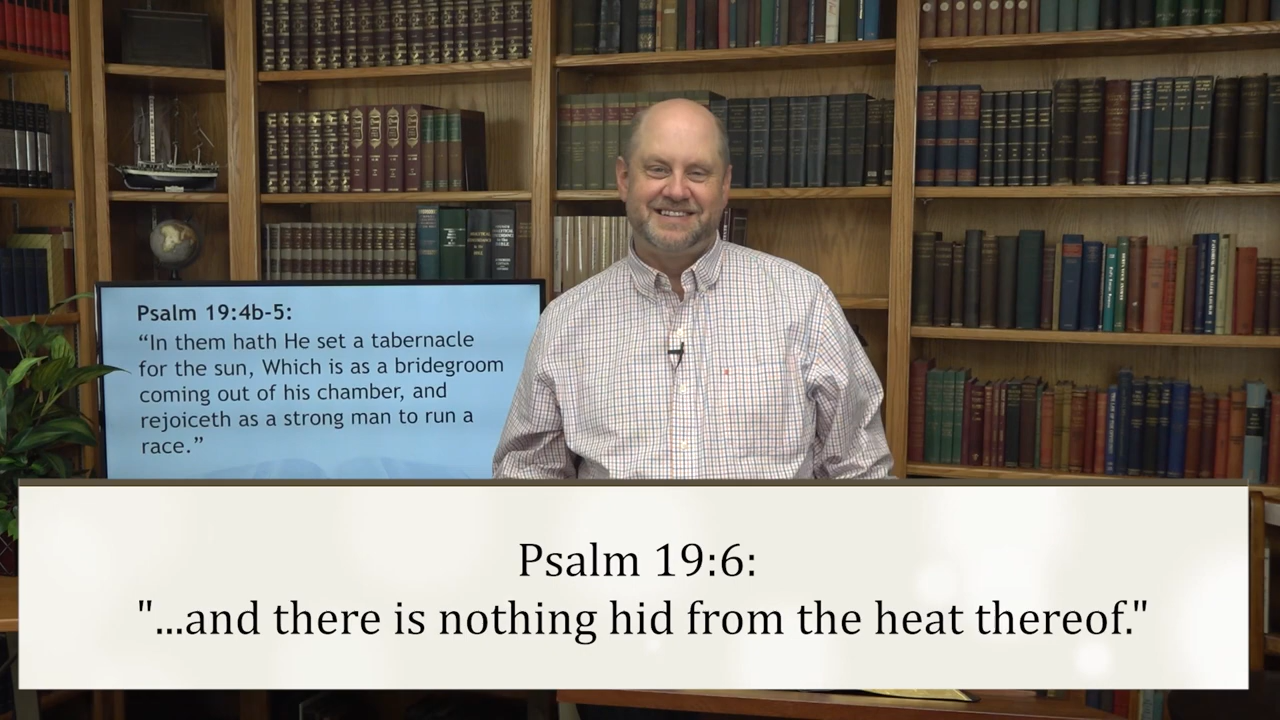 Psalm 19:4b-5:
“In them hath He set a tabernacle
for the sun, Which is as a bridegroom
coming out of his chamber, and
rejoiceth as a strong man to run a
race.”
Psalm 19:6:
"...and there is nothing hid from the heat thereof."